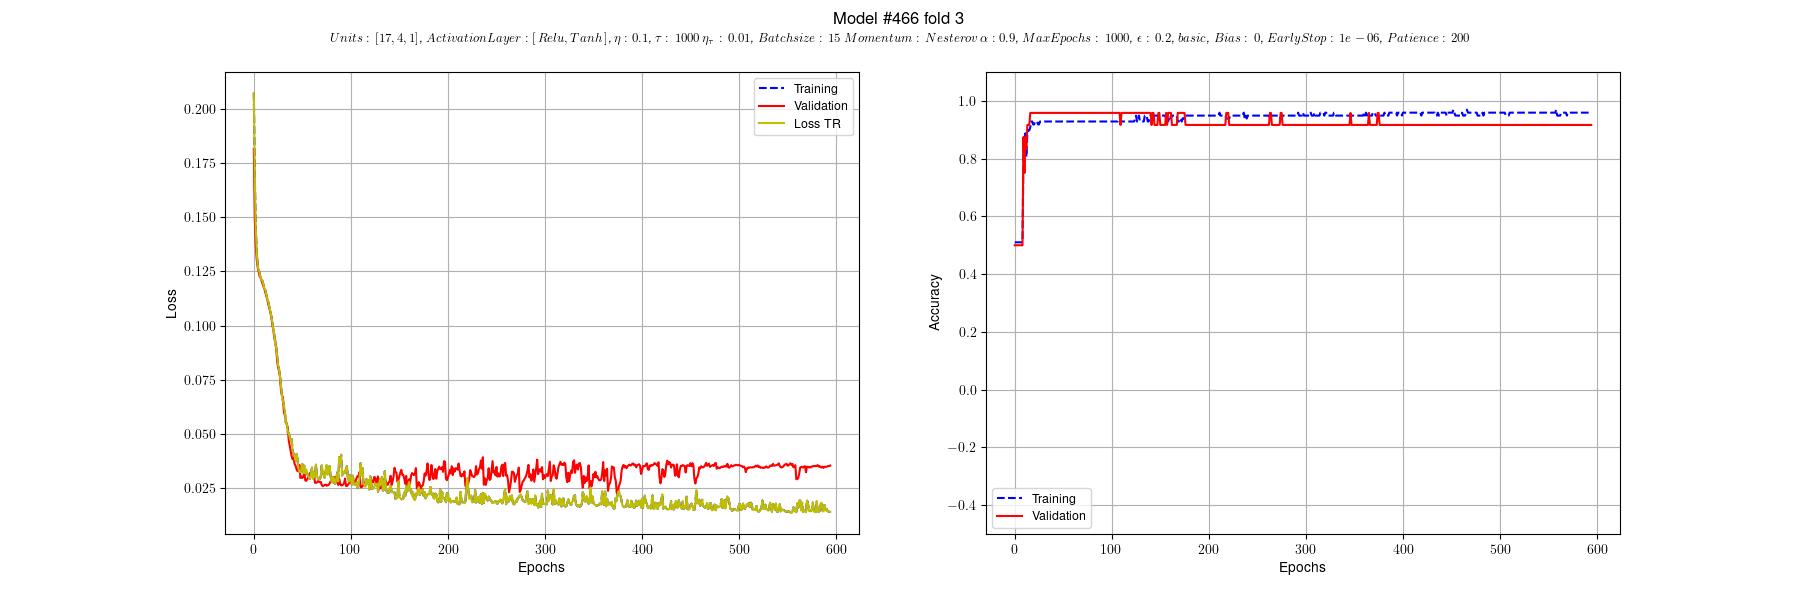 Model #466 fold 3
Units : [17, 4, 1], ActivationLayer : [Relu, Tanh], η : 0.1, τ : 1000 ητ : 0.01, Batchsize : 15 Momentum : Nesterov α : 0.9, MaxEpochs : 1000, ϵ : 0.2, basic, Bias : 0, EarlyStop : 1e − 06, Patience : 200
Loss
0.200
0.175
0.150
0.125
0.100
0.075
0.050
0.025
Training
Validation
Loss TR
0 100 200 300 400 500 600
Epochs
Accuracy
1.0
0.8
0.6
0.4
0.2
0.0
−0.2
−0.4
Training
Validation
0 100 200 300 400 500 600
Epochs